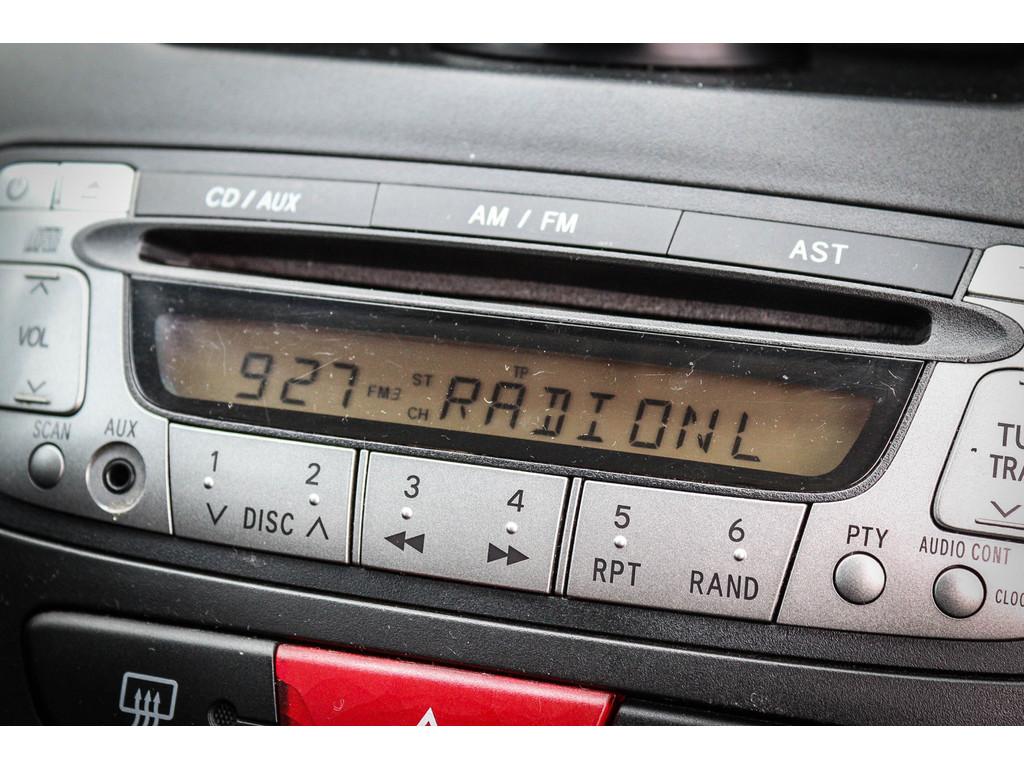 CD / AUX
AM / FM
AST
VOL
927 FM3 ST TP RADIONL
CH
SCAN
AUX
1 2 3 4 5 6
DISC
RPT RAND
PTY
AUDIO CONT